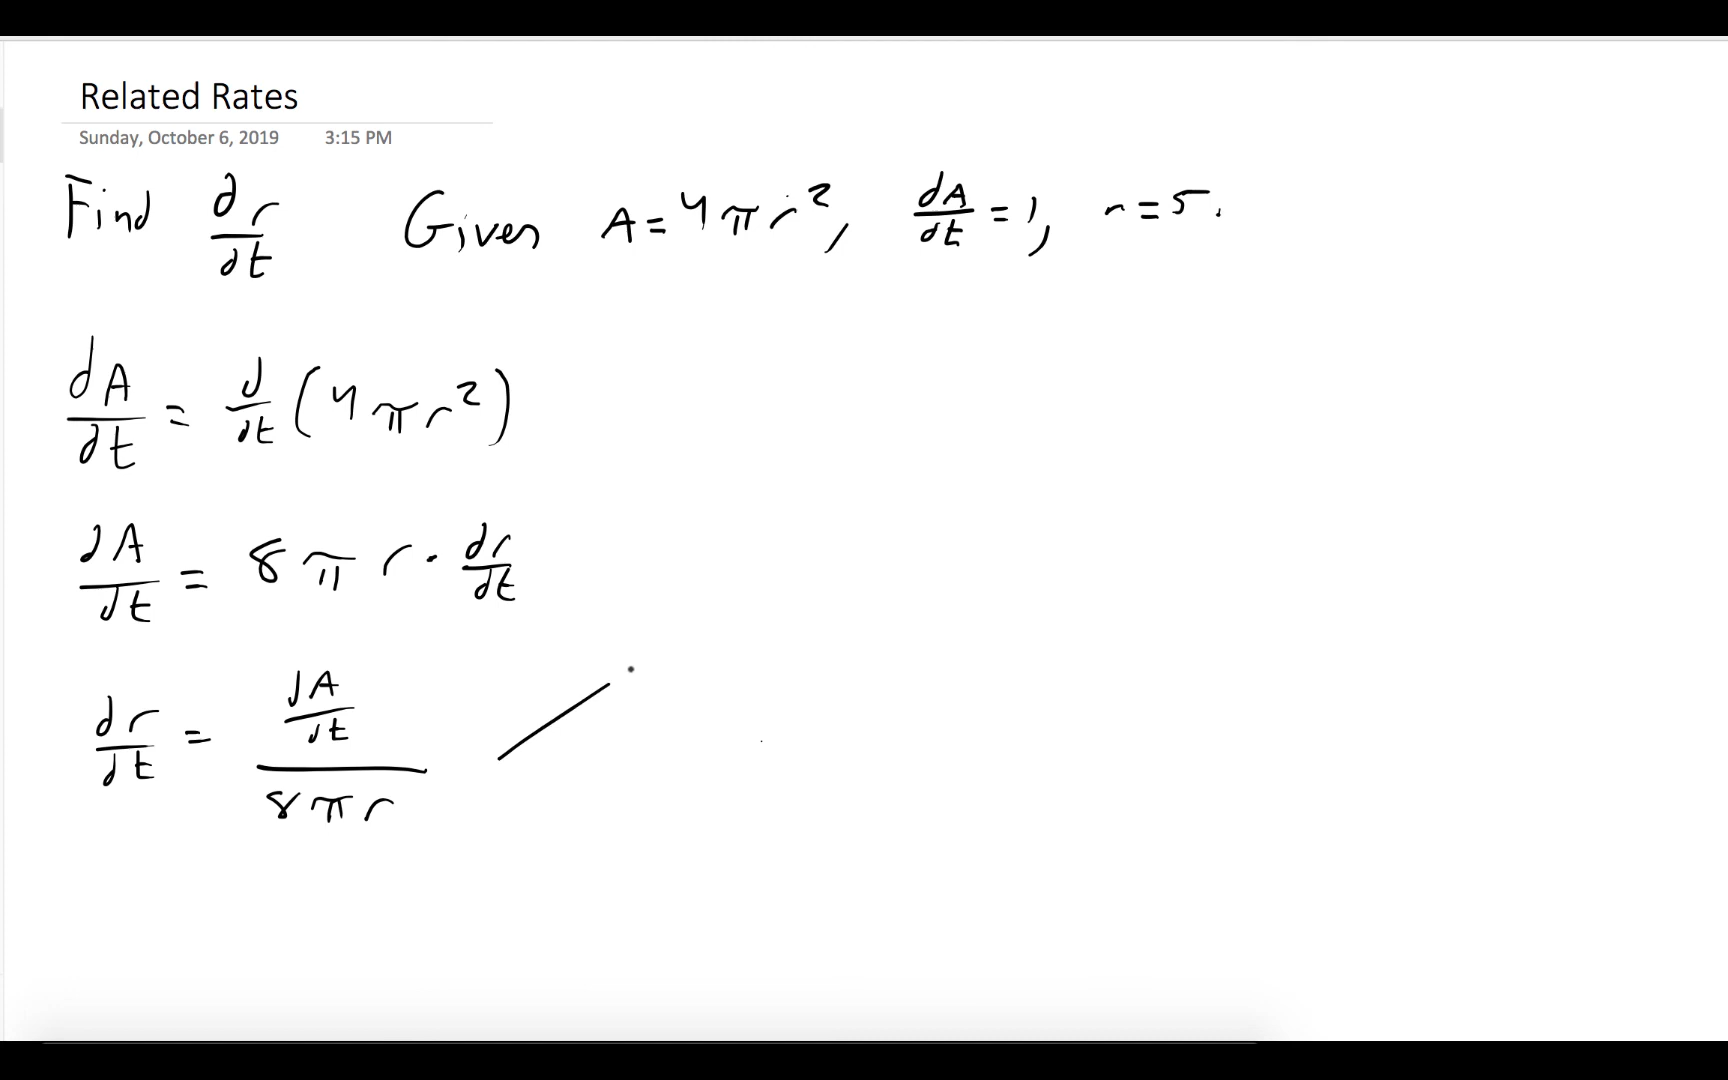 Related Rates
Sunday, October 6, 2019 3:15 PM
Find dr/dt Given A = 4πr², dA/dt = 1, r = 5.
dA/dt = d/dt (4πr²)
dA/dt = 8πr · dr/dt
dr/dt = (dA/dt)/(8πr)